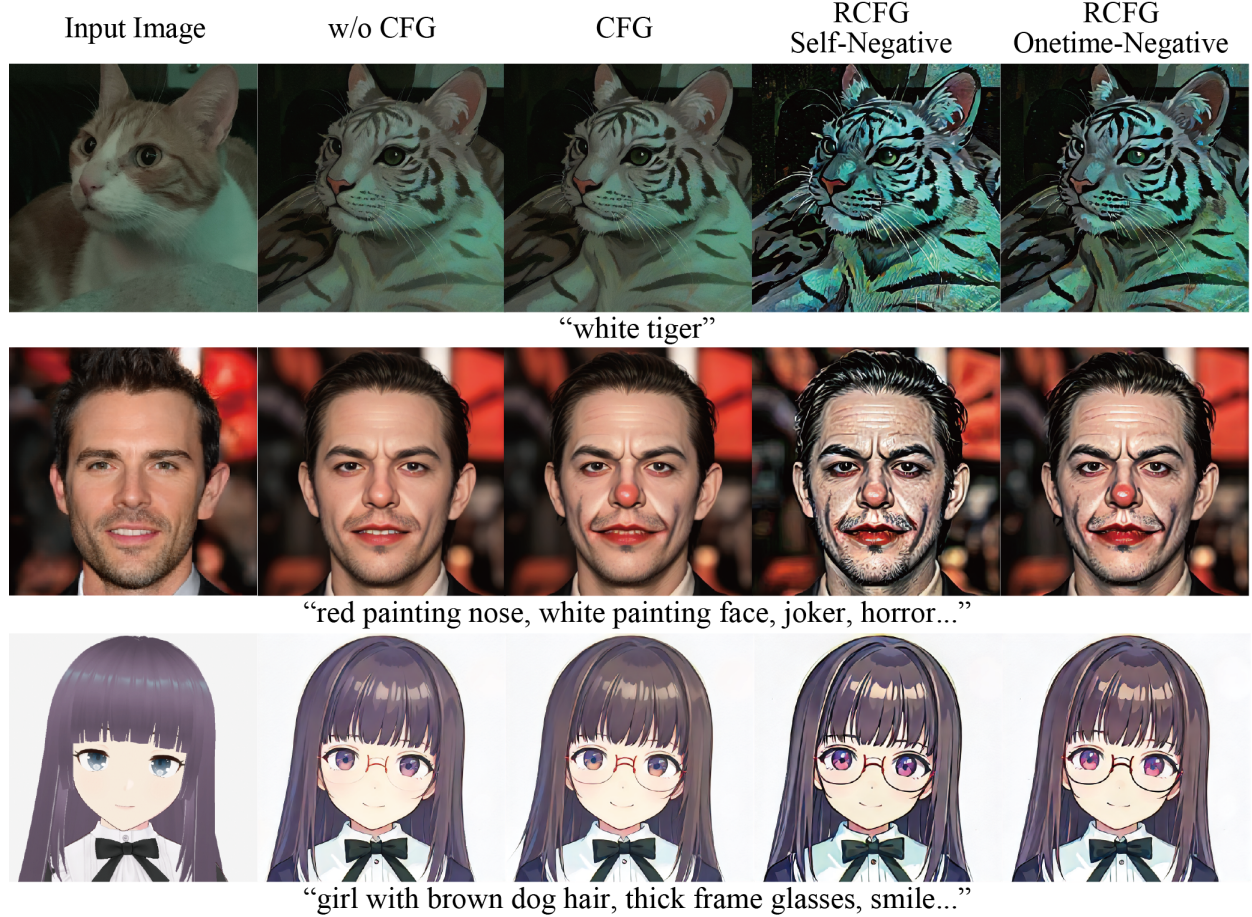 Input Image
w/o CFG
CFG
RCFG
Self-Negative
RCFG
Onetime-Negative
“white tiger”
“red painting nose, white painting face, joker, horror...”
“girl with brown dog hair, thick frame glasses, smile...”